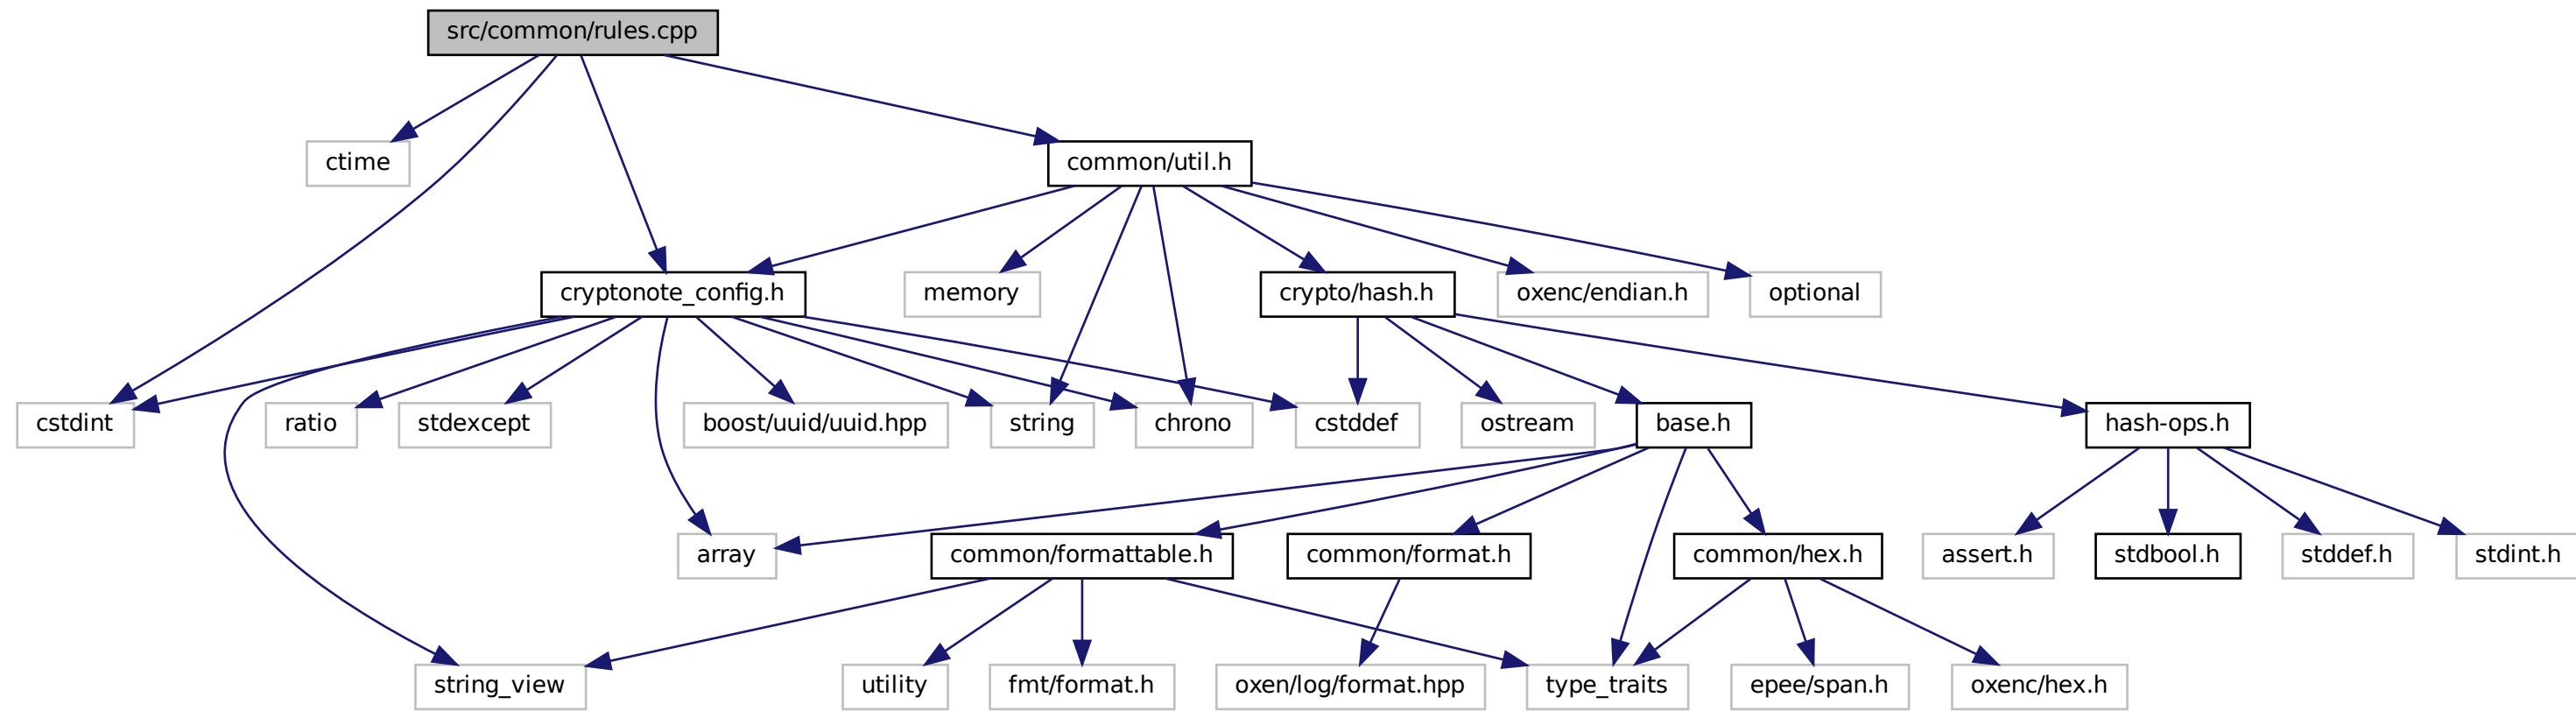 src/common/rules.cpp
ctime
common/util.h
cryptonote_config.h
memory
crypto/hash.h
oxenc/endian.h
optional
cstdint
ratio
stdexcept
boost/uuid/uuid.hpp
string
chrono
cstddef
ostream
base.h
hash-ops.h
array
common/formattable.h
common/format.h
common/hex.h
assert.h
stdbool.h
stddef.h
stdint.h
string_view
utility
fmt/format.h
oxen/log/format.hpp
type_traits
epee/span.h
oxenc/hex.h